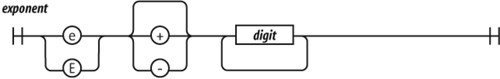 exponent
e + digit
E -